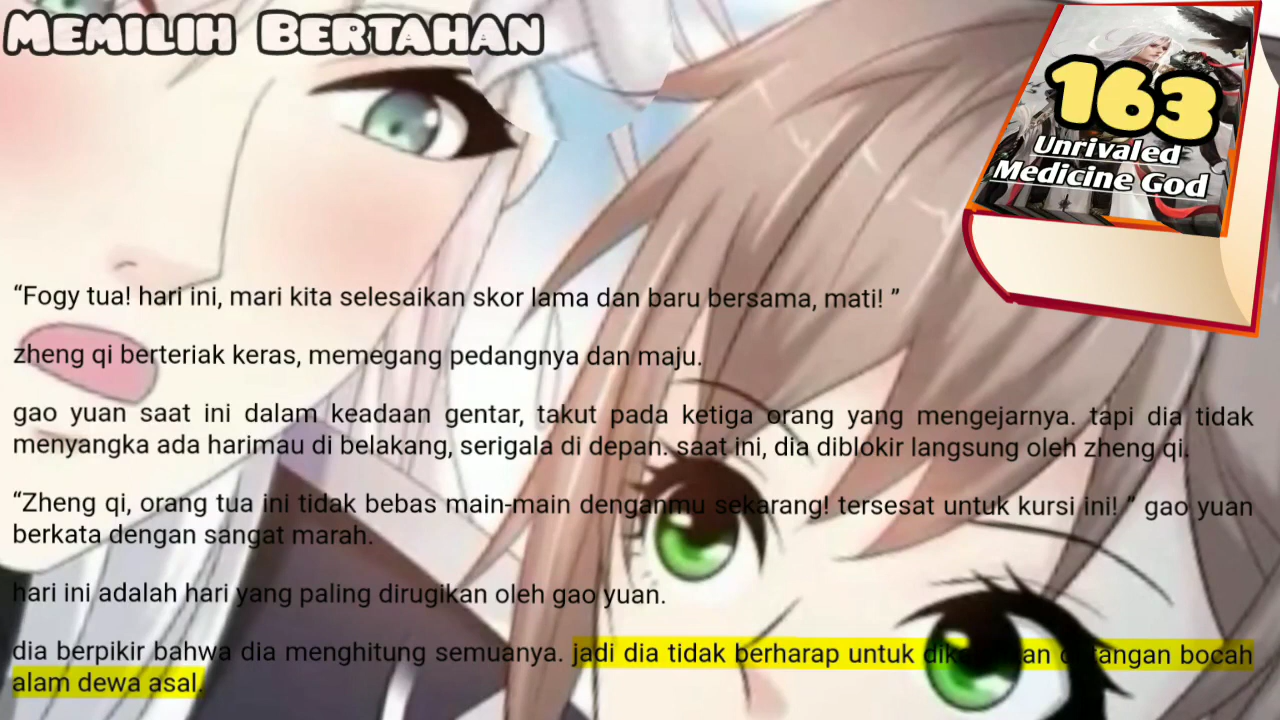 MEMILIH BERTAHAN
163
Unrivaled
Medicine God
“Fogy tua! hari ini, mari kita selesaikan skor lama dan baru bersama, mati! ”
zheng qi berteriak keras, memegang pedangnya dan maju.
gao yuan saat ini dalam keadaan gentar, takut pada ketiga orang yang mengejarnya. tapi dia tidak
menyangka ada harimau di belakang, serigala di depan. saat ini, dia diblokir langsung oleh zheng qi.
“Zheng qi, orang tua ini tidak bebas main-main denganmu sekarang! tersesat untuk kursi ini! ” gao yuan
berkata dengan sangat marah.
hari ini adalah hari yang paling dirugikan oleh gao yuan.
dia berpikir bahwa dia menghitung semuanya. jadi dia tidak berharap untuk tangan bocah
alam dewa asal.